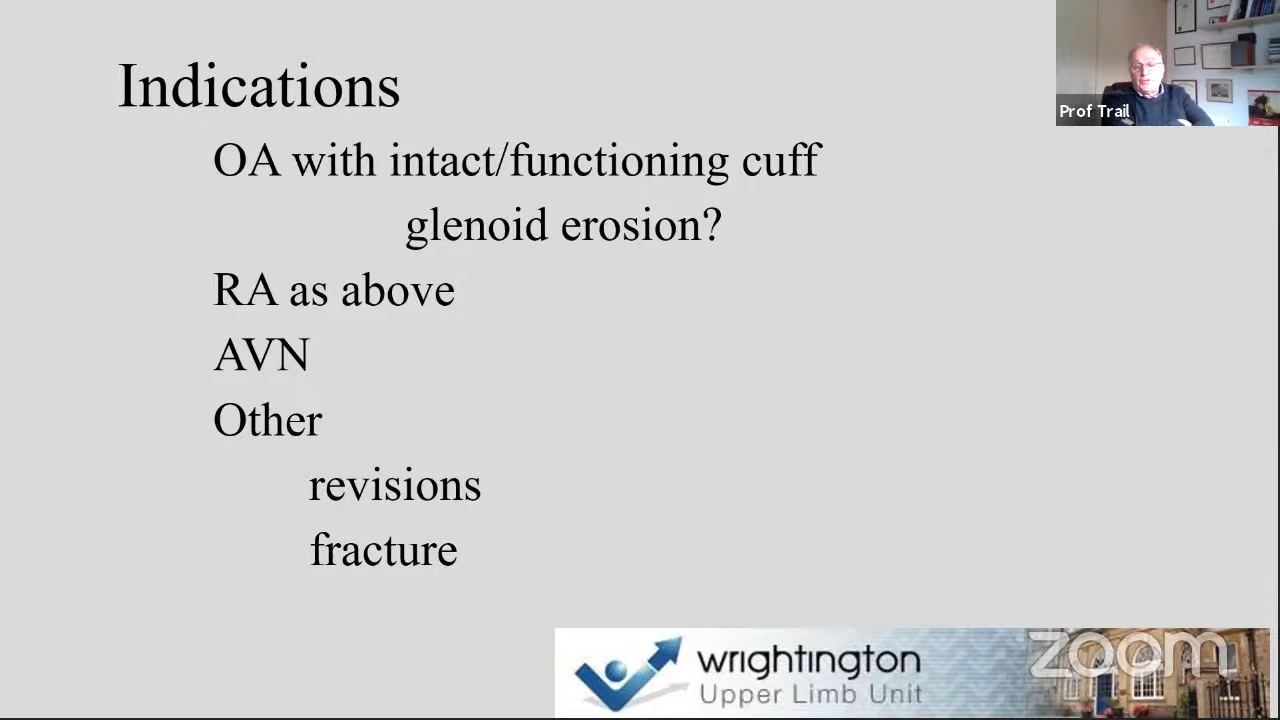 Indications
OA with intact/functioning cuff
glenoid erosion?
RA as above
AVN
Other
revisions
fracture
Prof Trail
wrightington
Upper Limb Unit
zoom